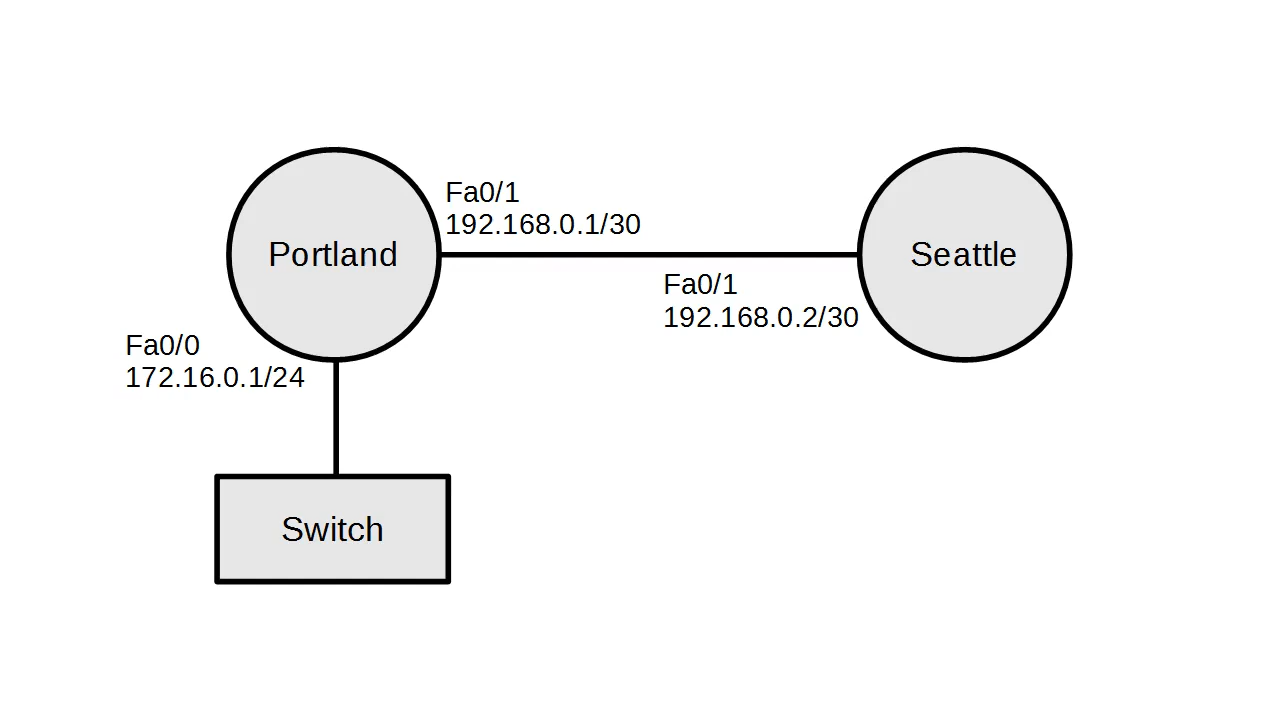 Fa0/1
192.168.0.1/30
Portland
Seattle
Fa0/1
192.168.0.2/30
Fa0/0
172.16.0.1/24
Switch